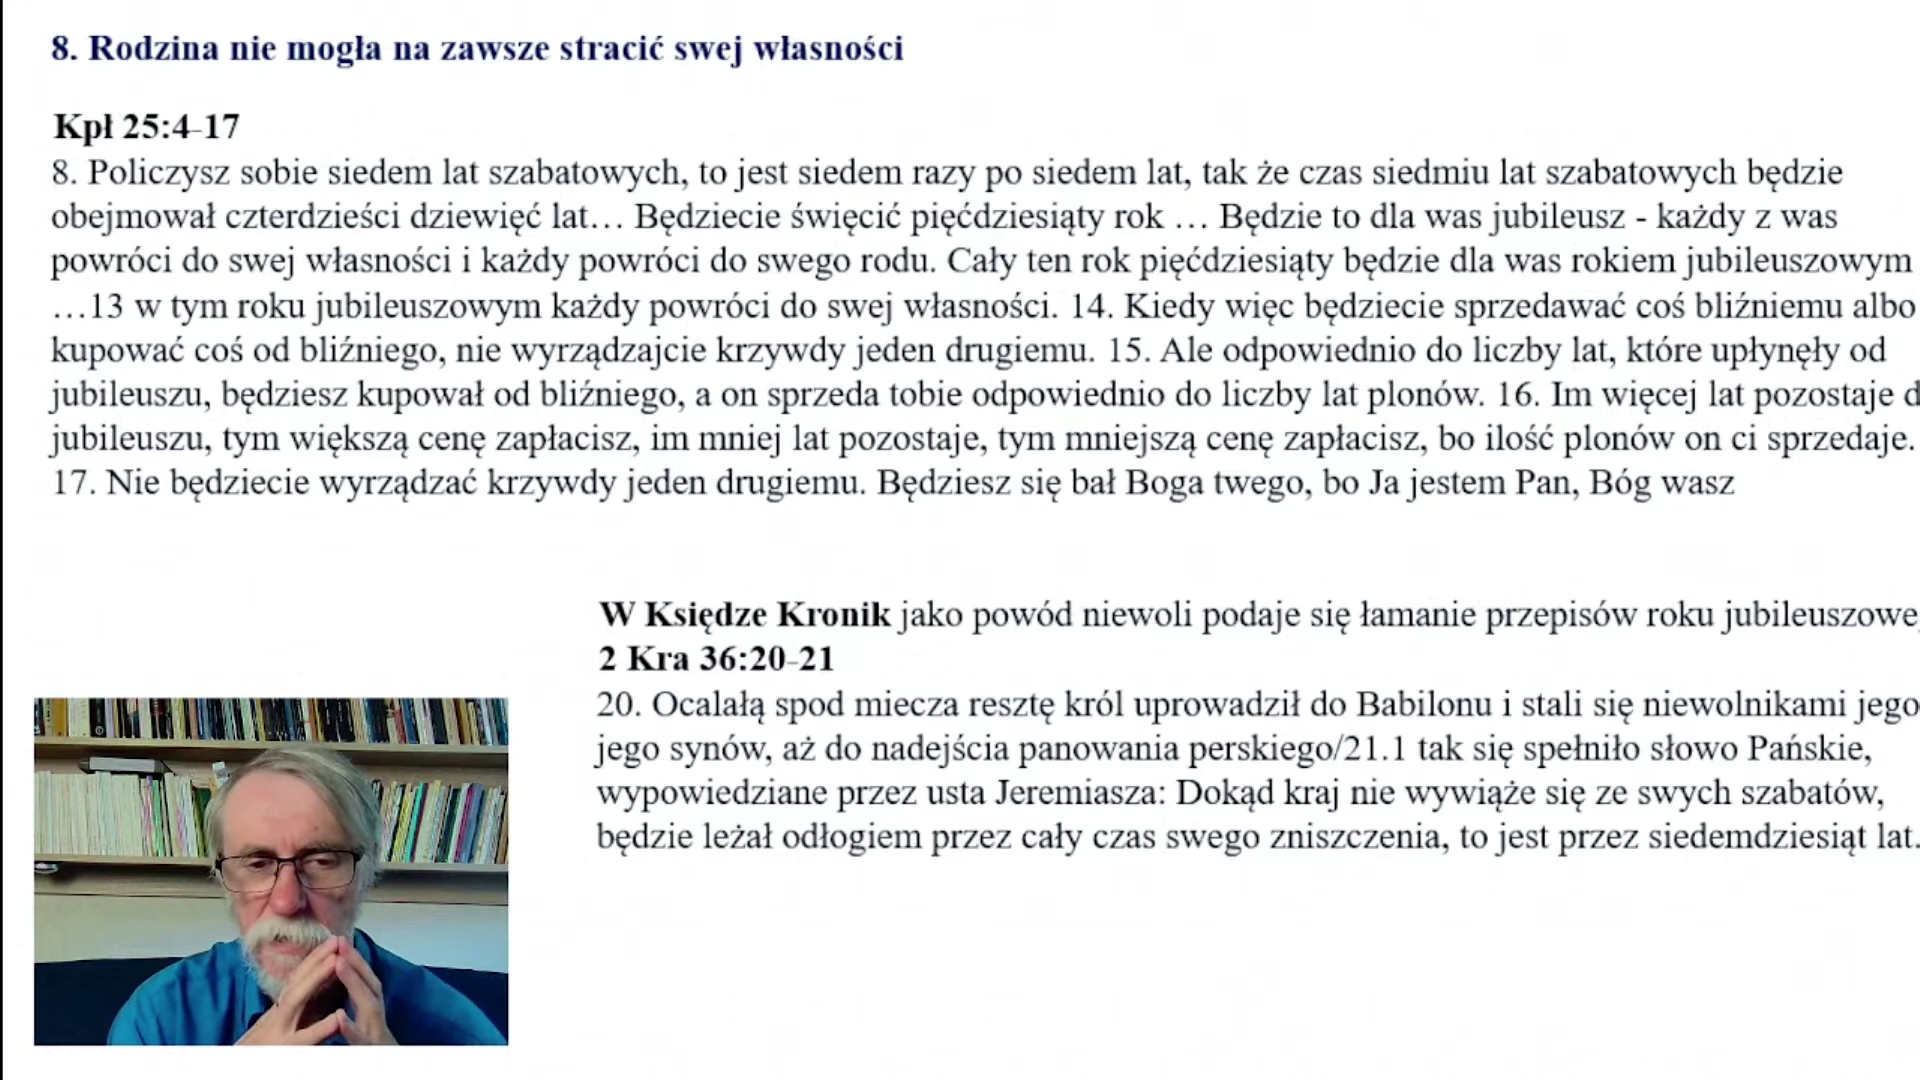 8. Rodzina nie mogła na zawsze stracić swej własności
Kpł 25:4-17
8. Policzysz sobie siedem lat szabatowych, to jest siedem razy po siedem lat, tak że czas siedmiu lat szabatowych będzie
obejmował czterdzieści dziewięć lat… Będziecie święcić pięćdziesiąty rok … Będzie to dla was jubileusz - każdy z was
powróci do swej własności i każdy powróci do swego rodu. Cały ten rok pięćdziesiąty będzie dla was rokiem jubileuszowym
…13 w tym roku jubileuszowym każdy powróci do swej własności. 14. Kiedy więc będziecie sprzedawać coś bliźniemu albo
kupować coś od bliźniego, nie wyrządzajcie krzywdy jeden drugiemu. 15. Ale odpowiednio do liczby lat, które upłynęły od
jubileuszu, będziesz kupował od bliźniego, a on sprzeda tobie odpowiednio do liczby lat plonów. 16. Im więcej lat pozostaje d
jubileuszu, tym większą cenę zapłacisz, im mniej lat pozostaje, tym mniejszą cenę zapłacisz, bo ilość plonów on ci sprzedaje.
17. Nie będziecie wyrządzać krzywdy jeden drugiemu. Będziesz się bał Boga twego, bo Ja jestem Pan, Bóg wasz
W Księdze Kronik jako powód niewoli podaje się łamanie przepisów roku jubileuszowe
2 Kra 36:20-21
20. Ocalałą spod miecza resztę król uprowadził do Babilonu i stali się niewolnikami jego
jego synów, aż do nadejścia panowania perskiego/21.1 tak się spełniło słowo Pańskie,
wypowiedziane przez usta Jeremiasza: Dokąd kraj nie wywiąże się ze swych szabatów,
będzie leżał odłogiem przez cały czas swego zniszczenia, to jest przez siedemdziesiąt lat.